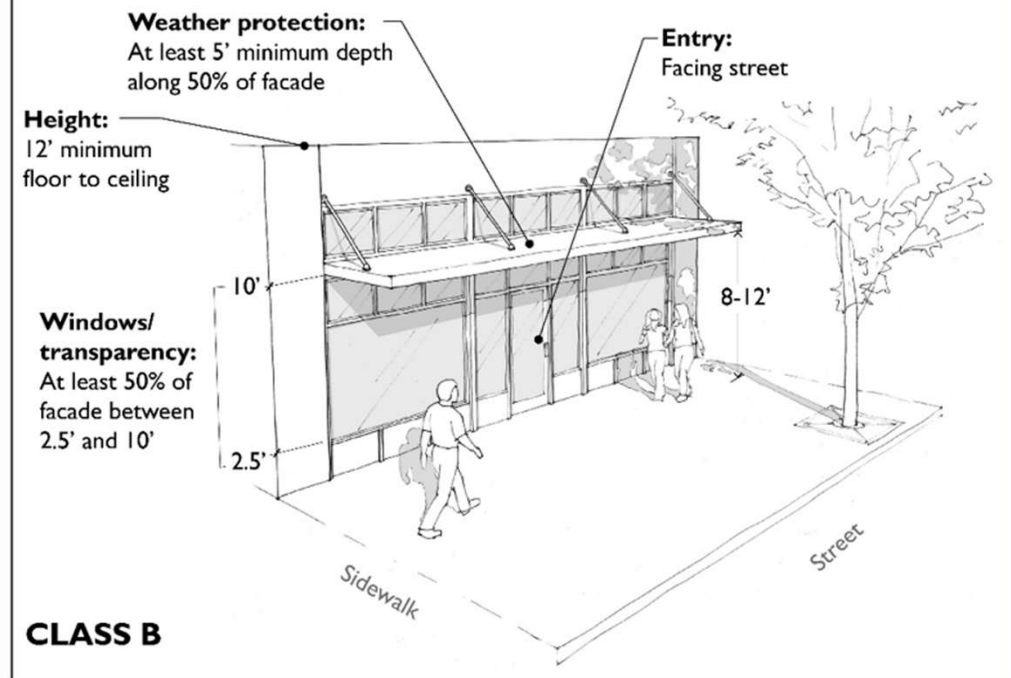 Weather protection:
At least 5’ minimum depth
along 50% of facade
Entry:
Facing street
Height:
12’ minimum
floor to ceiling
10’
8-12’
Windows/
transparency:
At least 50% of
facade between
2.5’ and 10’
2.5’
Sidewalk
Street
CLASS B